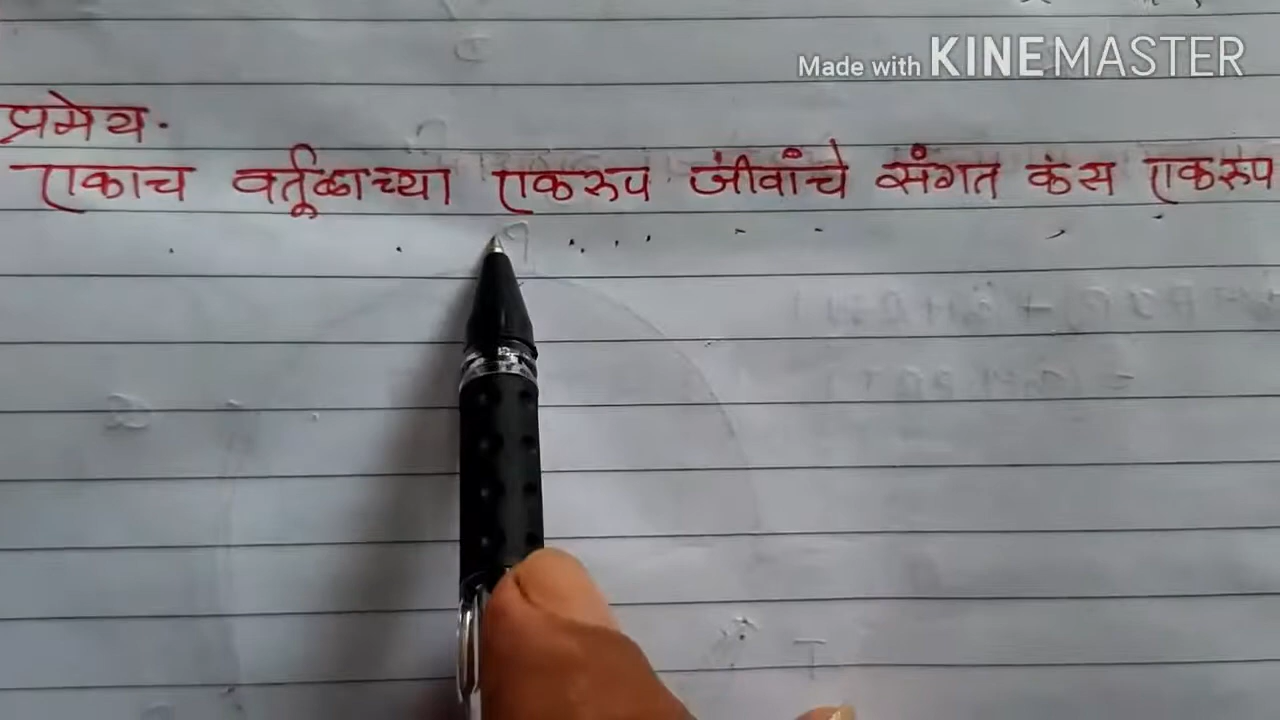 Made with KINEMASTER
प्रमेय.
एकाच वर्तूळाच्या एकरुप जीवांचे संगत कंस एकरुप